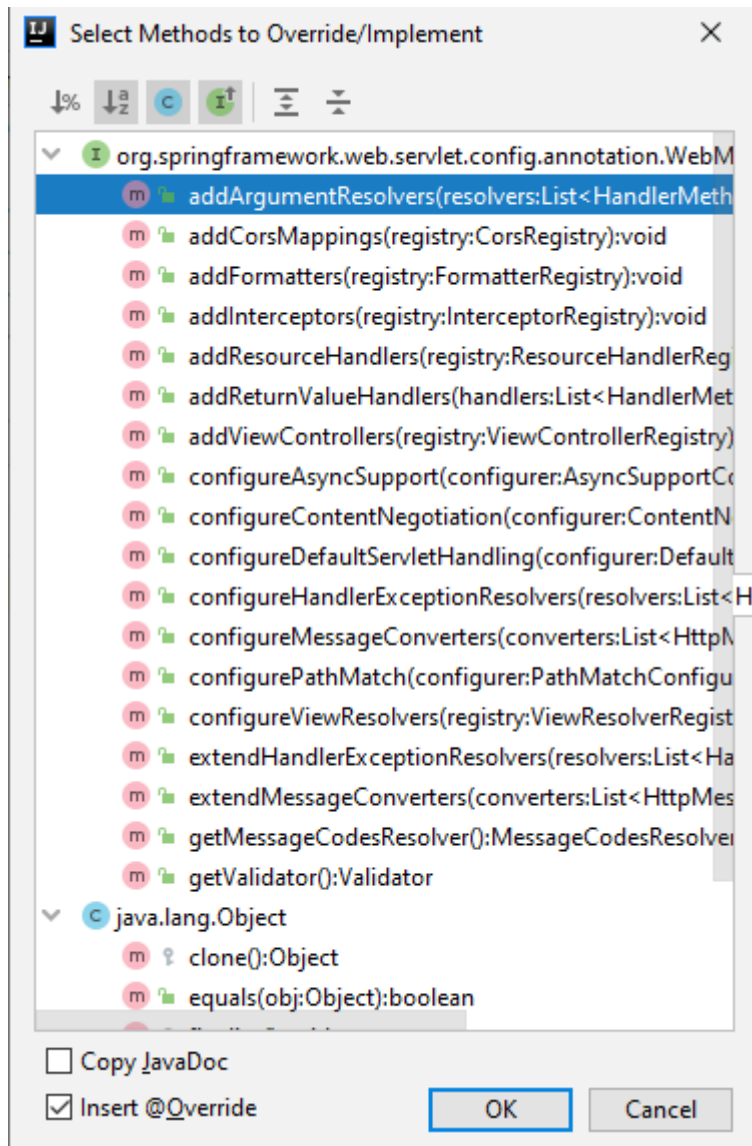 Select Methods to Override/Implement
org.springframework.web.servlet.config.annotation.WebM
addArgumentResolvers(resolvers:List<HandlerMeth
addCorsMappings(registry:CorsRegistry):void
addFormatters(registry:FormatterRegistry):void
addInterceptors(registry:InterceptorRegistry):void
addResourceHandlers(registry:ResourceHandlerReg
addReturnValueHandlers(handlers:List<HandlerMet
addViewControllers(registry:ViewControllerRegistry)
configureAsyncSupport(configurer:AsyncSupportCo
configureContentNegotiation(configurer:ContentN
configureDefaultServletHandling(configurer:Default
configureHandlerExceptionResolvers(resolvers:List<H
configureMessageConverters(converters:List<HttpM
configurePathMatch(configurer:PathMatchConfigu
configureViewResolvers(registry:ViewResolverRegist
extendHandlerExceptionResolvers(resolvers:List<Ha
extendMessageConverters(converters:List<HttpMes
getMessageCodesResolver():MessageCodesResolver
getValidator():Validator
java.lang.Object
clone():Object
equals(obj:Object):boolean
Copy JavaDoc
Insert @Override
OK Cancel